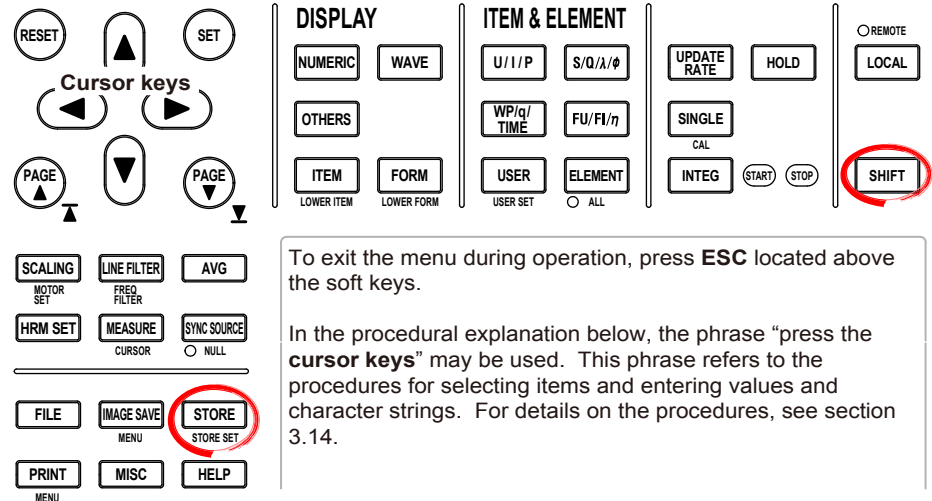 DISPLAY
ITEM & ELEMENT
RESET
SET
REMOTE
NUMERIC
WAVE
U / I / P
S/Q/λ/ϕ
UPDATE
RATE
HOLD
LOCAL
Cursor keys
OTHERS
WP/q/
TIME
FU/FI/η
SINGLE
CAL
PAGE
PAGE
ITEM
FORM
USER
ELEMENT
INTEG
START
STOP
SHIFT
LOWER ITEM
LOWER FORM
USER SET
ALL
SCALING
LINE FILTER
AVG
MOTOR
SET
FREQ
FILTER
HRM SET
MEASURE
SYNC SOURCE
CURSOR
NULL
FILE
IMAGE SAVE
STORE
MENU
STORE SET
PRINT
MISC
HELP
MENU
To exit the menu during operation, press ESC located above
the soft keys.
In the procedural explanation below, the phrase “press the
cursor keys” may be used. This phrase refers to the
procedures for selecting items and entering values and
character strings. For details on the procedures, see section
3.14.